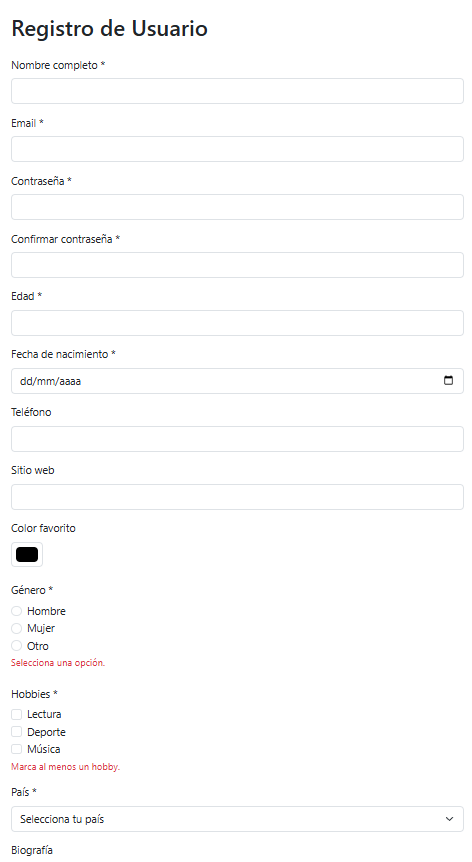 Registro de Usuario
Nombre completo *
Email *
Contraseña *
Confirmar contraseña *
Edad *
Fecha de nacimiento *
dd/mm/aaaa
Teléfono
Sitio web
Color favorito
Género *
Hombre
Mujer
Otro
Selecciona una opción.
Hobbies *
Lectura
Deporte
Música
Marca al menos un hobby.
País *
Selecciona tu país
Biografía